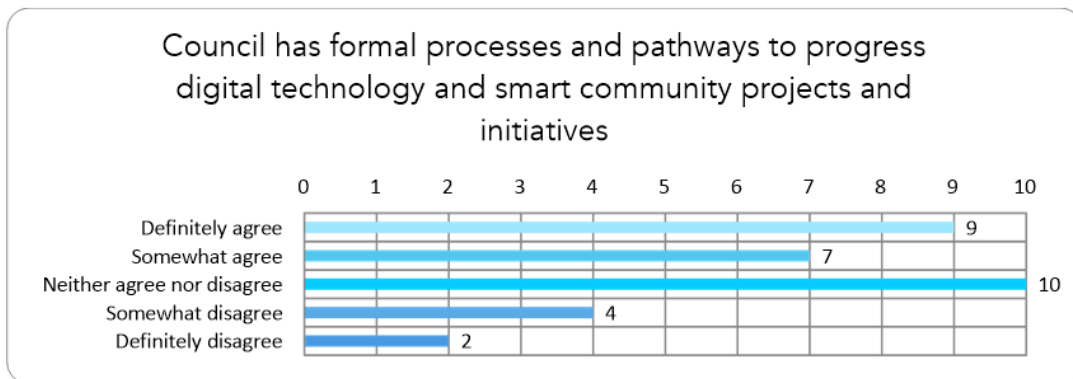 Council has formal processes and pathways to progress
digital technology and smart community projects and
initiatives
0 1 2 3 4 5 6 7 8 9 10
Definitely agree 9
Somewhat agree 7
Neither agree nor disagree 10
Somewhat disagree 4
Definitely disagree 2